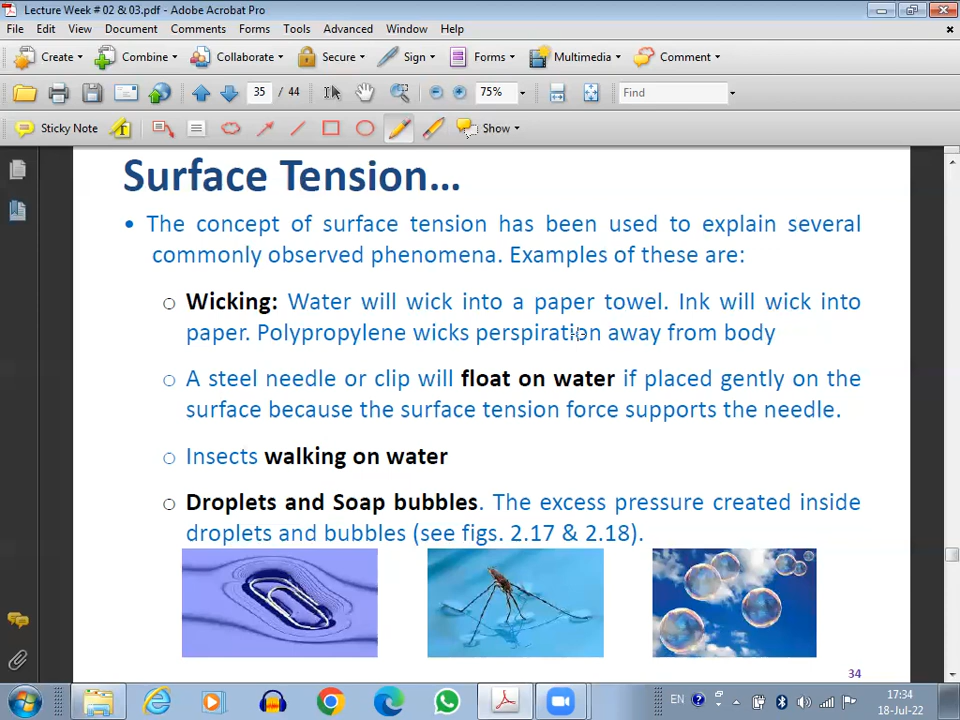 Lecture Week # 02 & 03.pdf - Adobe Acrobat Pro
File Edit View Document Comments Forms Tools Advanced Window Help
Create Combine Collaborate Secure Sign Forms Multimedia Comment
35 / 44 75% Find
Sticky Note Show
Surface Tension...
• The concept of surface tension has been used to explain several
commonly observed phenomena. Examples of these are:
○ Wicking: Water will wick into a paper towel. Ink will wick into
paper. Polypropylene wicks perspiration away from body
○ A steel needle or clip will float on water if placed gently on the
surface because the surface tension force supports the needle.
○ Insects walking on water
○ Droplets and Soap bubbles. The excess pressure created inside
droplets and bubbles (see figs. 2.17 & 2.18).
34
EN 17:34
18-Jul-22